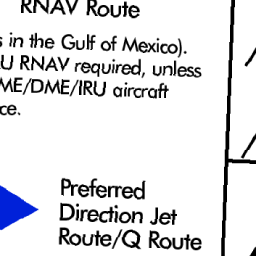 RNAV Route
s in the Gulf of Mexico).
U RNAV required, unless
ME/DME/IRU aircraft
ce.
Preferred
Direction Jet
Route/Q Route